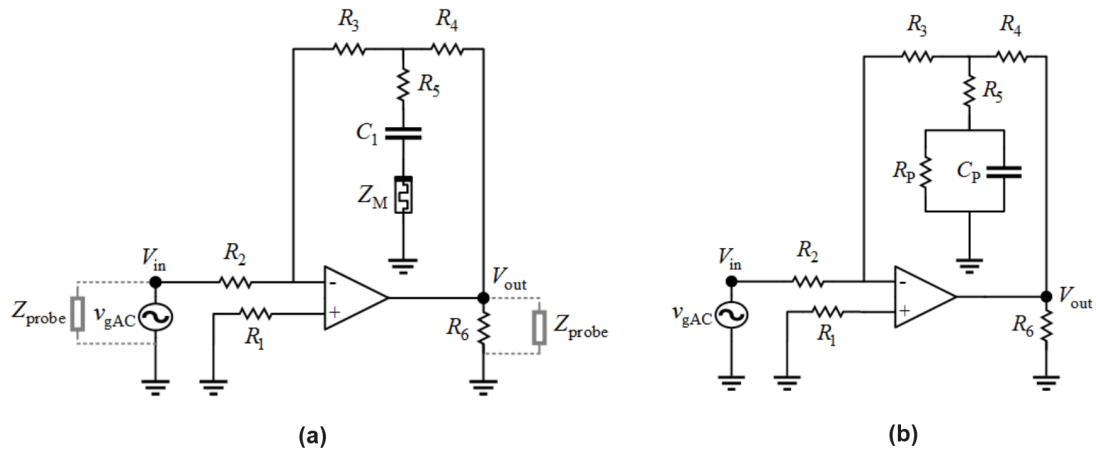 R3 R4
R5
C1
ZM
Vin
R2
Zprobe
vgAC
-
+
R1
Vout
R6
Zprobe
(a)
R3 R4
R5
RP
CP
Vin
R2
vgAC
-
+
R1
Vout
R6
(b)